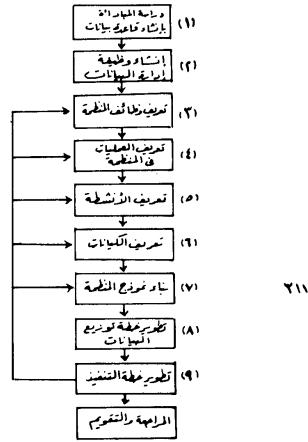 (١) دراسة المبادأة
بإنشاء قاعدة بيانات
(٢) إنشاء وظيفة
إدارة البيانات
(٣) تعريف وظائف المنظمة
(٤) تعريف العمليات
فى المنظمة
(٥) تعريف الأنشطة
(٦) تعريف الكيانات
(٧) بناء نموذج المنظمة
٢١١
(٨) تطوير خطة توزيع
البيانات
(٩) تطوير خطة التنفيذ
المراجعة والتقويم